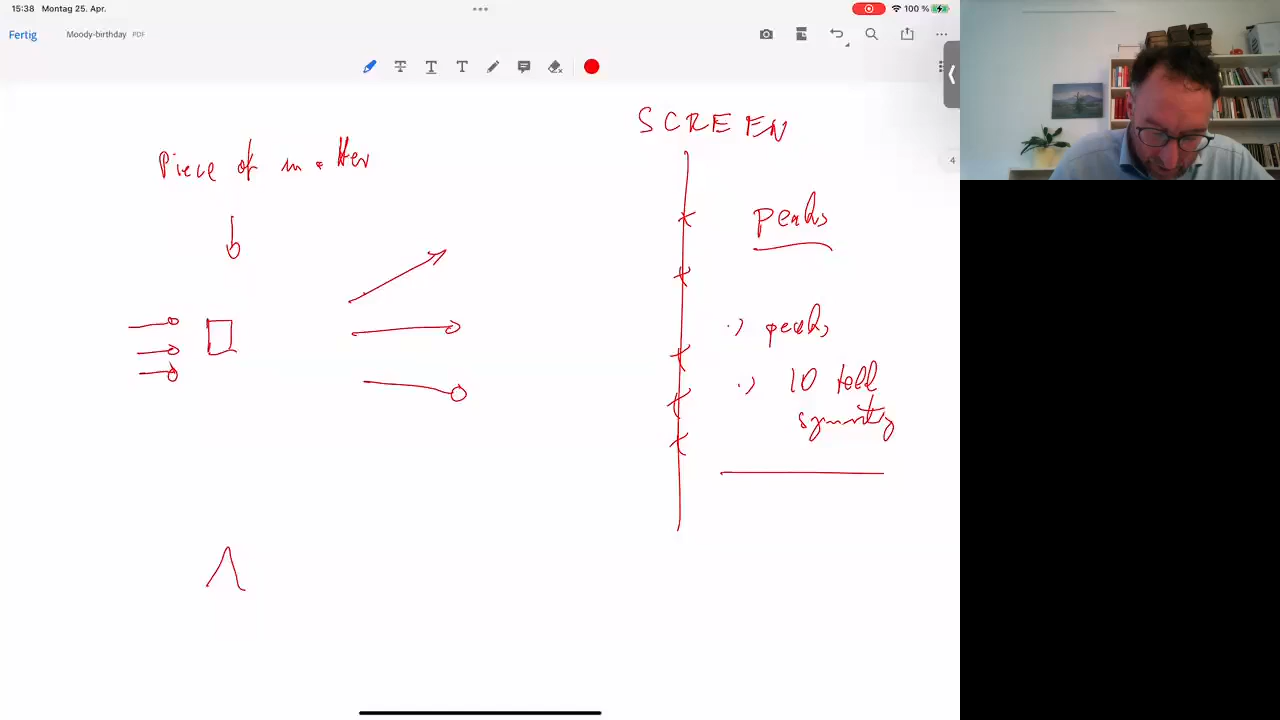 15:38 Montag 25. Apr.
100 %
Fertig
Moody-birthday PDF
4
SCREEN
Piece of matter
peaks
·) peaks
·) 10 fold
symmetry
Λ